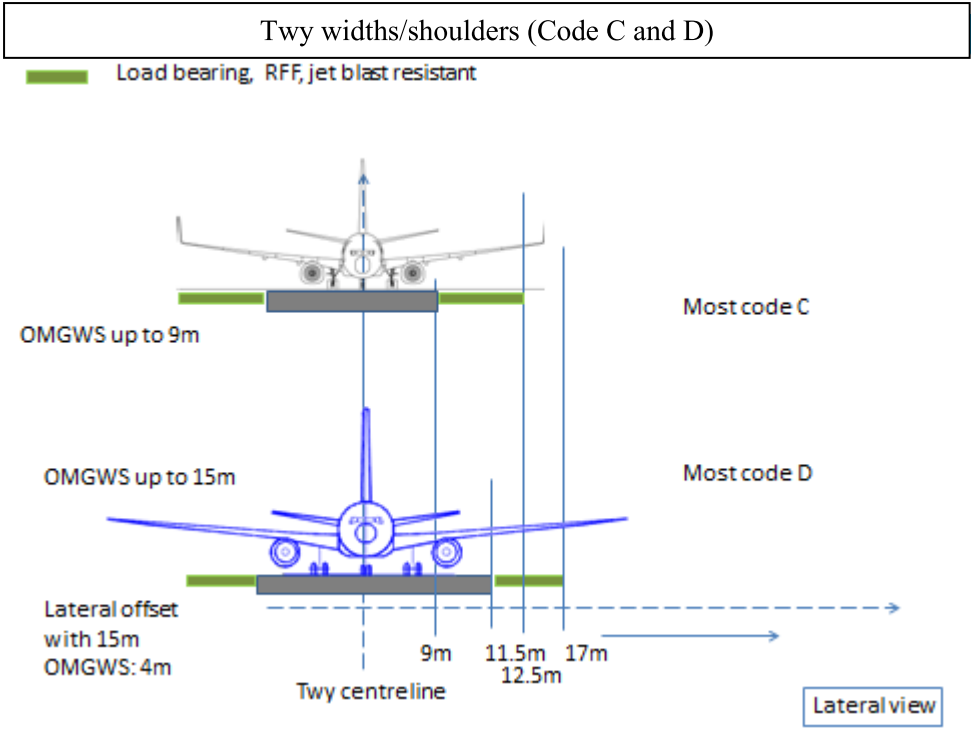 Twy widths/shoulders (Code C and D)
Load bearing, RFF, jet blast resistant
Most code C
OMGWS up to 9m
OMGWS up to 15m
Most code D
Lateral offset
with 15m
OMGWS: 4m
9m
11.5m
17m
12.5m
Twy centreline
Lateral view